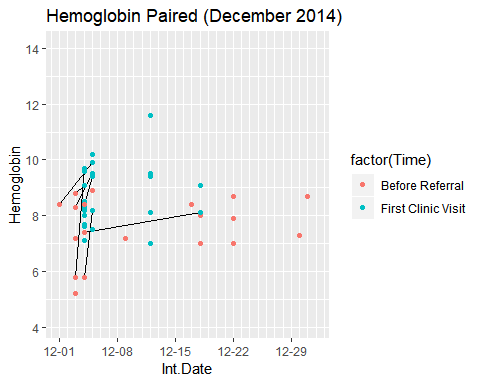 Hemoglobin Paired (December 2014)
14
12
10
8
6
4
Hemoglobin
12-01 12-08 12-15 12-22 12-29
Int.Date
factor(Time)
Before Referral
First Clinic Visit